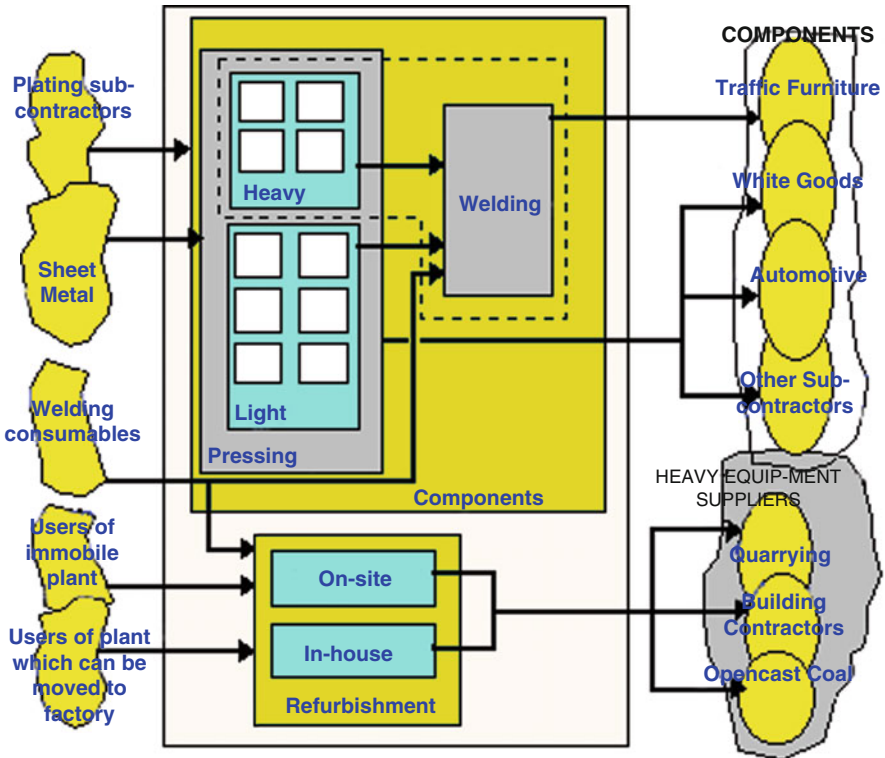 Plating sub-
contractors
Sheet
Metal
Welding
consumables
Users of
immobile
plant
Users of plant
which can be
moved to
factory
Heavy
Light
Pressing
Welding
Components
On-site
In-house
Refurbishment
COMPONENTS
Traffic Furniture
White Goods
Automotive
Other Sub-
contractors
HEAVY EQUIP-MENT
SUPPLIERS
Quarrying
Building
Contractors
Opencast Coal